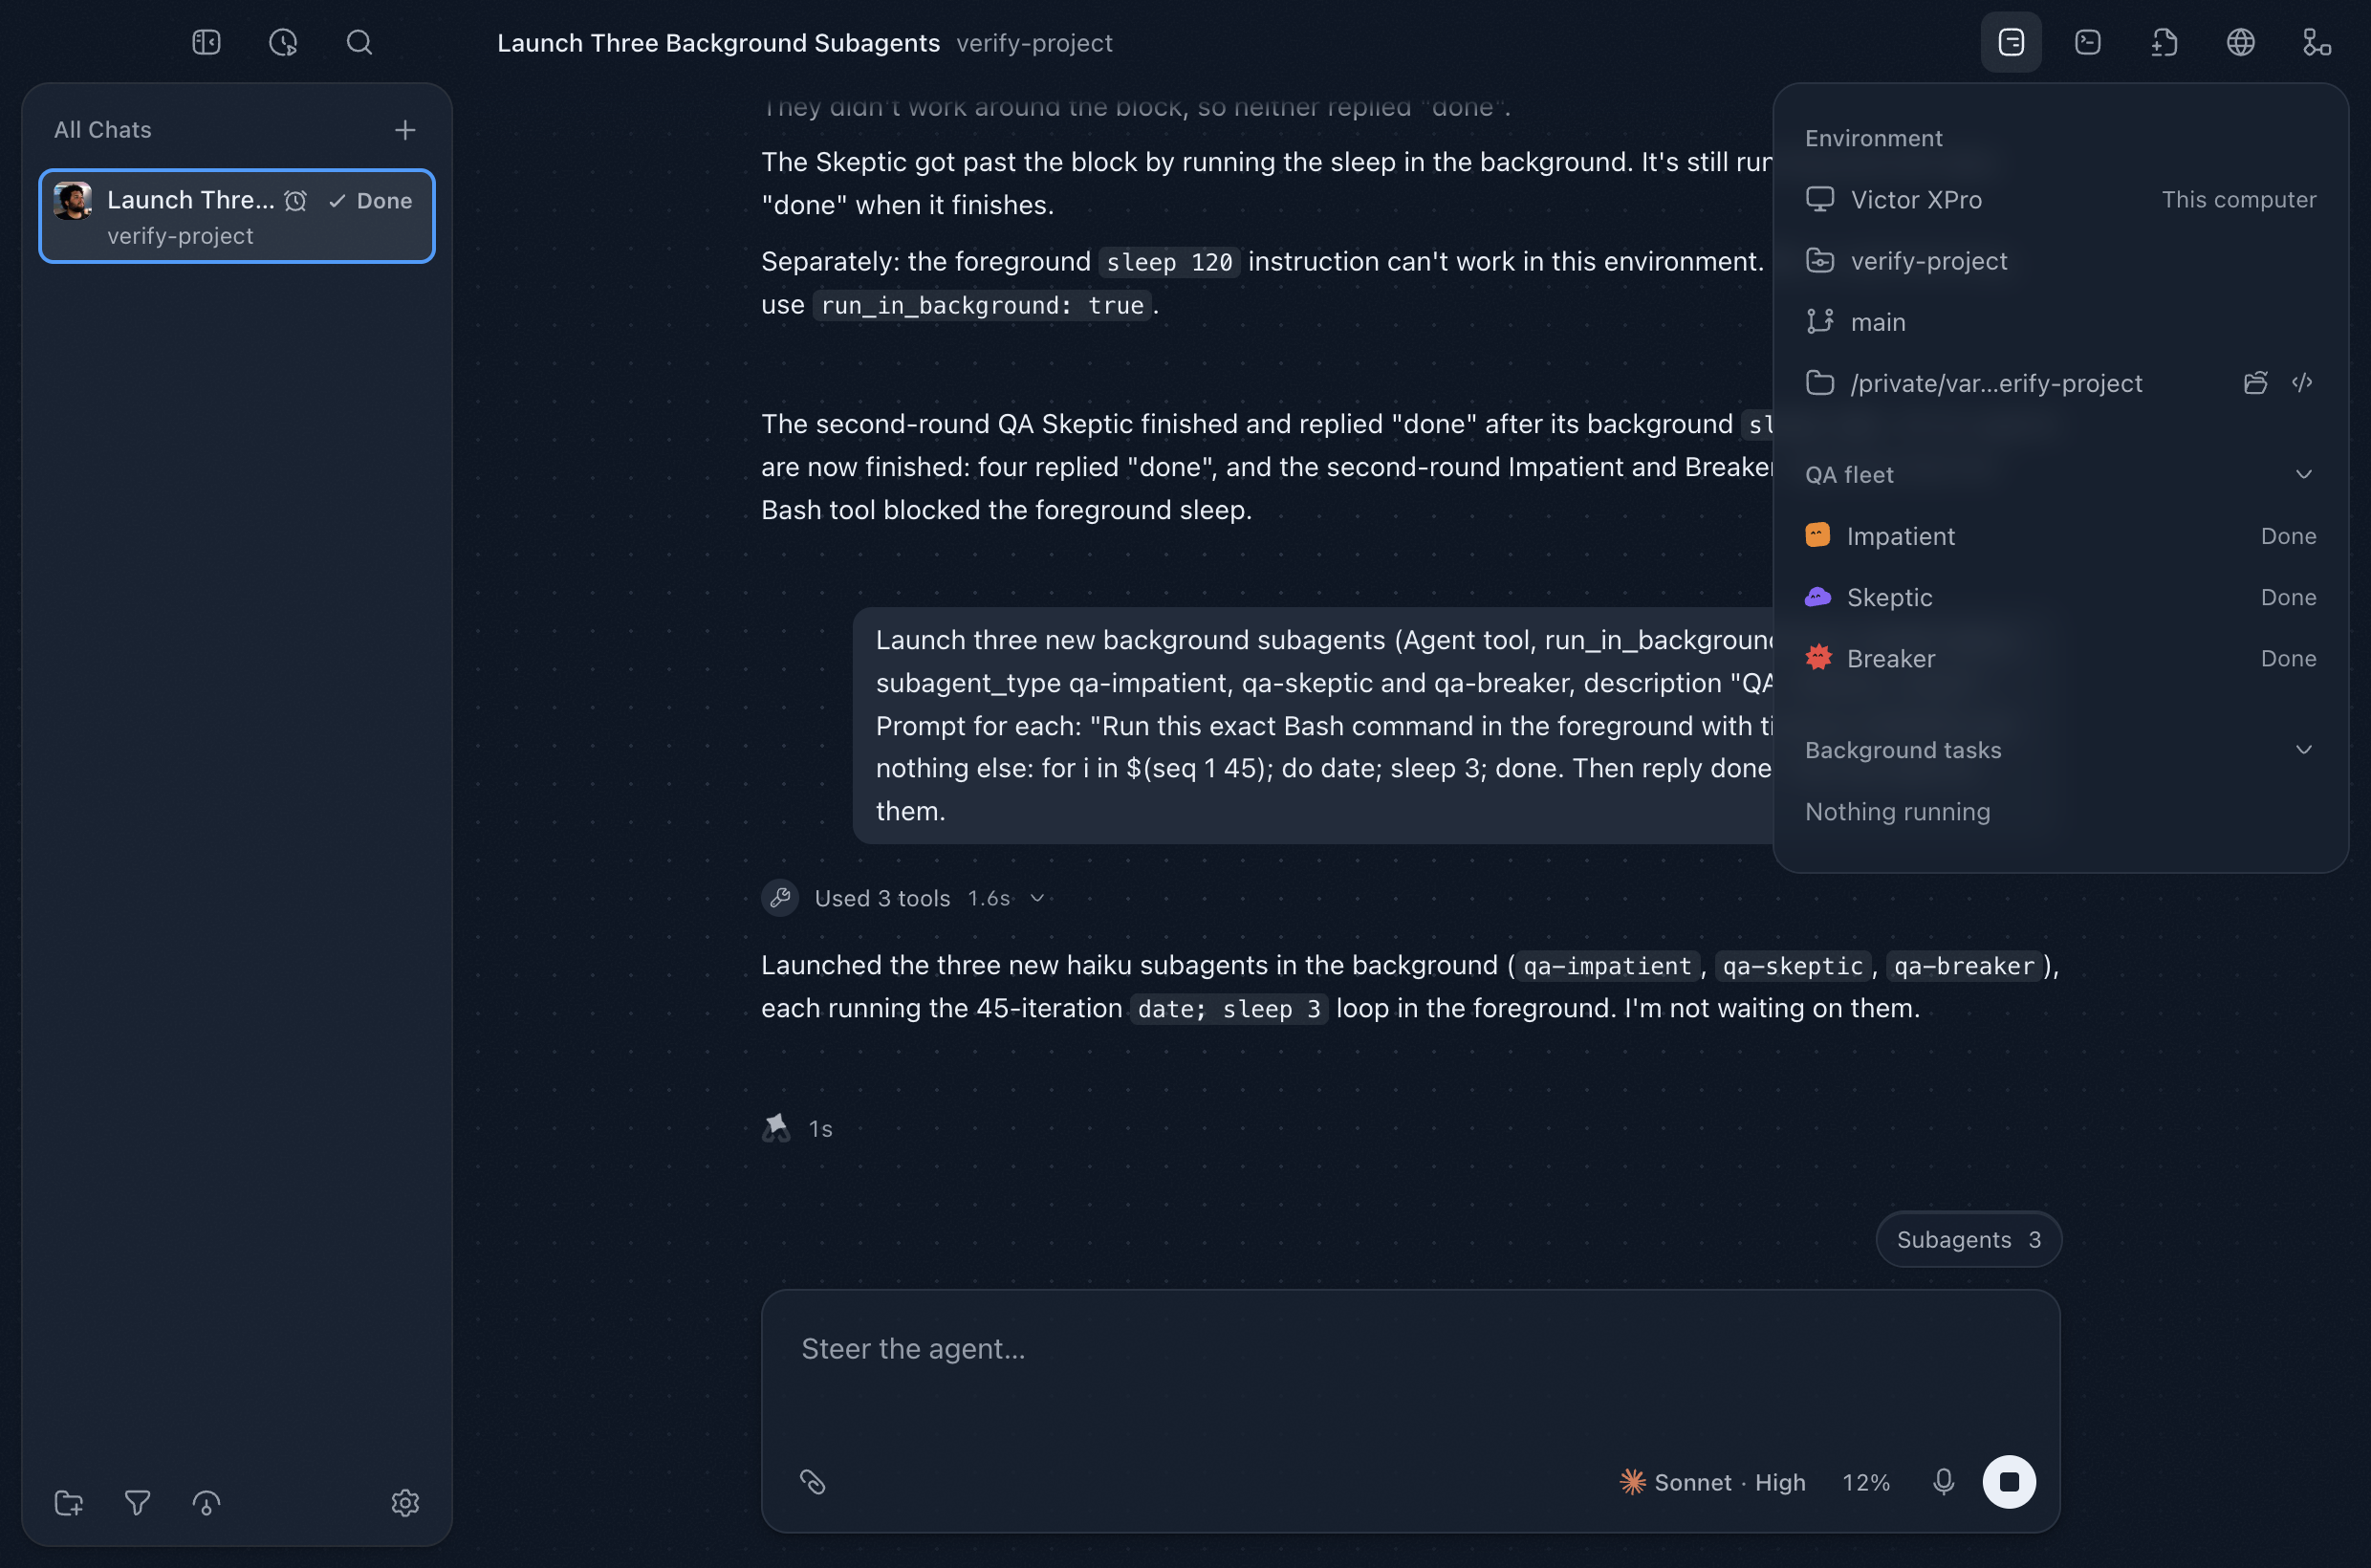 Launch Three Background Subagents verify-project
All Chats
Launch Thre... Done
verify-project
They didn't work around the block, so neither replied "done".
The Skeptic got past the block by running the sleep in the background. It's still run
"done" when it finishes.
Separately: the foreground sleep 120 instruction can't work in this environment.
use run_in_background: true.
The second-round QA Skeptic finished and replied "done" after its background sl
are now finished: four replied "done", and the second-round Impatient and Breaker
Bash tool blocked the foreground sleep.
Launch three new background subagents (Agent tool, run_in_background
subagent_type qa-impatient, qa-skeptic and qa-breaker, description "QA
Prompt for each: "Run this exact Bash command in the foreground with ti
nothing else: for i in $(seq 1 45); do date; sleep 3; done. Then reply done
them.
Used 3 tools 1.6s
Launched the three new haiku subagents in the background (qa-impatient, qa-skeptic, qa-breaker),
each running the 45-iteration date; sleep 3 loop in the foreground. I'm not waiting on them.
1s
Subagents 3
Steer the agent...
Sonnet · High 12%
Environment
Victor XPro This computer
verify-project
main
/private/var...erify-project
QA fleet
Impatient Done
Skeptic Done
Breaker Done
Background tasks
Nothing running